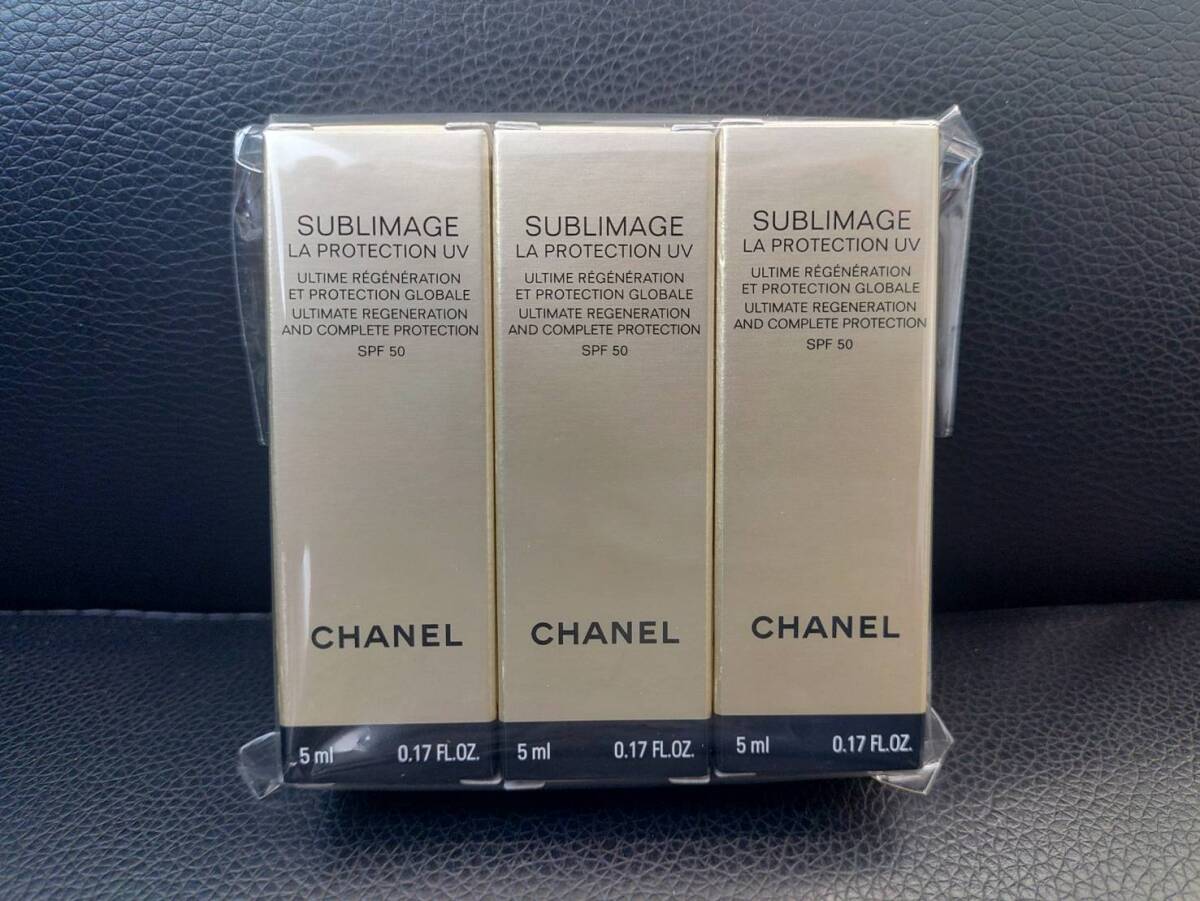 SUBLIMAGE
LA PROTECTION UV
ULTIME RÉGÉNÉRATION
ET PROTECTION GLOBALE
ULTIMATE REGENERATION
AND COMPLETE PROTECTION
SPF 50
CHANEL
5 ml 0.17 FL.OZ.
SUBLIMAGE
LA PROTECTION UV
ULTIME RÉGÉNÉRATION
ET PROTECTION GLOBALE
ULTIMATE REGENERATION
AND COMPLETE PROTECTION
SPF 50
CHANEL
5 ml 0.17 FL.OZ.
SUBLIMAGE
LA PROTECTION UV
ULTIME RÉGÉNÉRATION
ET PROTECTION GLOBALE
ULTIMATE REGENERATION
AND COMPLETE PROTECTION
SPF 50
CHANEL
5 ml 0.17 FL.OZ.